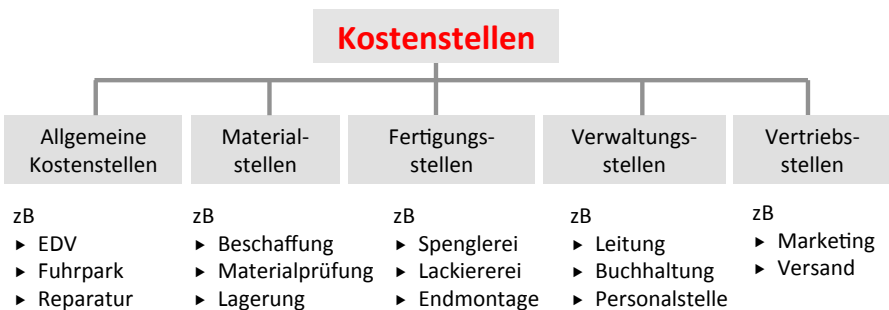 Kostenstellen
Allgemeine
Kostenstellen
Material-
stellen
Fertigungs-
stellen
Verwaltungs-
stellen
Vertriebs-
stellen
zB
▸ EDV
▸ Fuhrpark
▸ Reparatur
zB
▸ Beschaffung
▸ Materialprüfung
▸ Lagerung
zB
▸ Spenglerei
▸ Lackiererei
▸ Endmontage
zB
▸ Leitung
▸ Buchhaltung
▸ Personalstelle
zB
▸ Marketing
▸ Versand